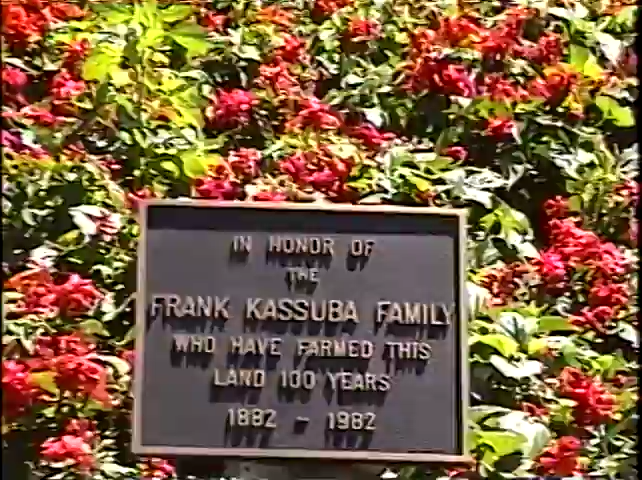 IN HONOR OF
THE
FRANK KASSUBA FAMILY
WHO HAVE FARMED THIS
LAND 100 YEARS
1882 - 1982